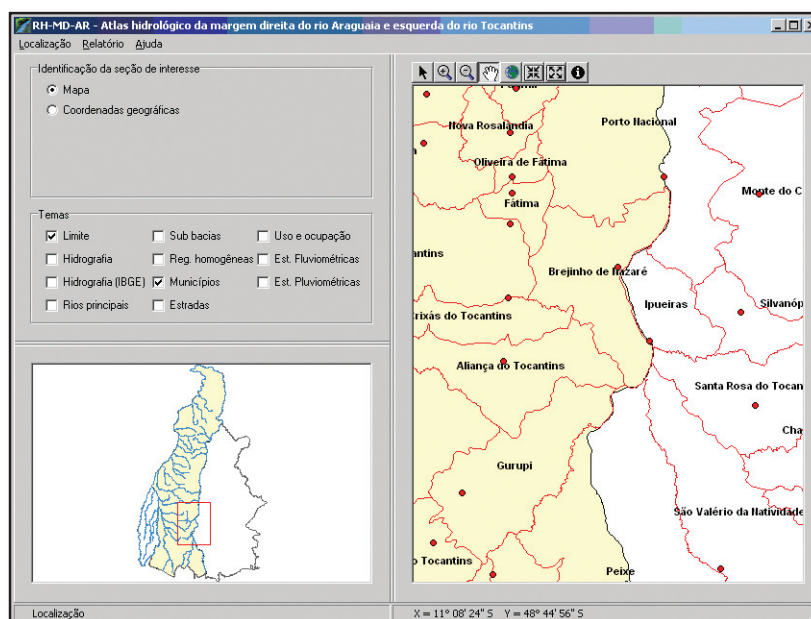 RH-MD-AR - Atlas hidrológico da margem direita do rio Araguaia e esquerda do rio Tocantins
Localização Relatório Ajuda
Identificação da seção de interesse
Mapa
Coordenadas geográficas
Temas
Limite Sub bacias Uso e ocupação
Hidrografia Reg. homogêneas Est. Fluviométricas
Hidrografia (IBGE) Municípios Est. Pluviométricas
Rios principais Estradas
Porto Nacional
Nova Rosalândia
Oliveira de Fátima
Monte do C
Fátima
antins
Brejinho de Nazaré
Ipueiras
Silvanóp
rixás do Tocantins
Aliança do Tocantins
Santa Rosa do Tocan
Cha
Gurupi
São Valério da Natividade
o Tocantins
Peixe
Localização
X = 11° 08' 24" S Y = 48° 44' 56" S